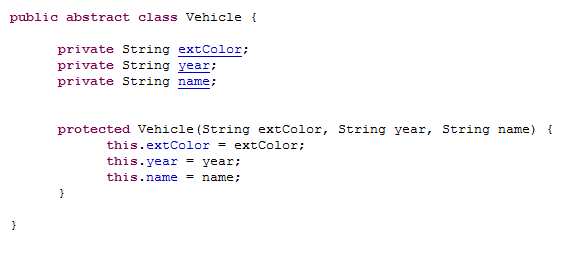 public abstract class Vehicle {
private String extColor;
private String year;
private String name;
protected Vehicle(String extColor, String year, String name) {
this.extColor = extColor;
this.year = year;
this.name = name;
}
}